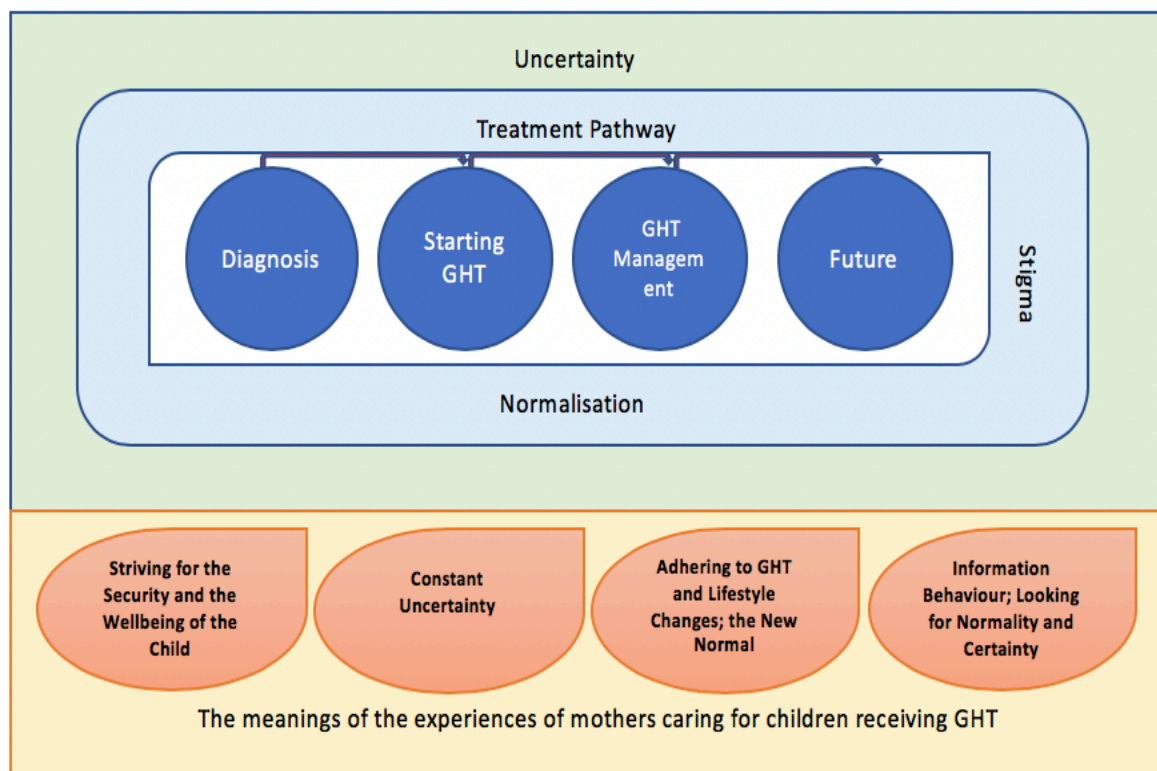 Uncertainty
Treatment Pathway
Diagnosis
Starting
GHT
GHT
Managem
ent
Future
Stigma
Normalisation
Striving for the
Security and the
Wellbeing of the
Child
Constant
Uncertainty
Adhering to GHT
and Lifestyle
Changes; the New
Normal
Information
Behaviour; Looking
for Normality and
Certainty
The meanings of the experiences of mothers caring for children receiving GHT